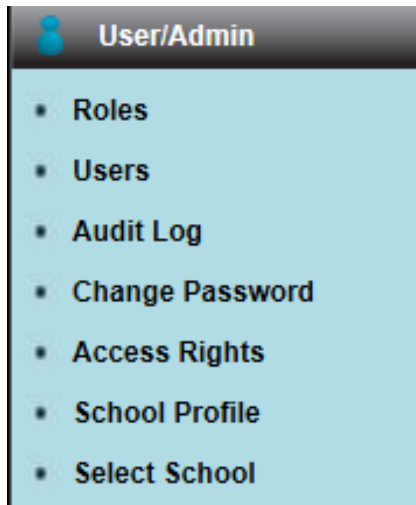 User/Admin
Roles
Users
Audit Log
Change Password
Access Rights
School Profile
Select School